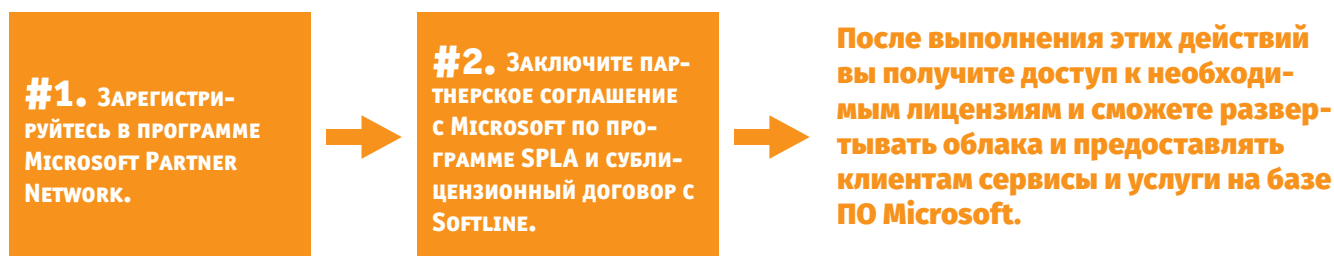 #1. Зарегистри-
руйтесь в программе
Microsoft Partner
Network.
#2. Заключите пар-
тнерское соглашение
с Microsoft по про-
грамме SPLA и субли-
цензионный договор с
Softline.
После выполнения этих действий
вы получите доступ к необходи-
мым лицензиям и сможете развер-
тывать облака и предоставлять
клиентам сервисы и услуги на базе
ПО Microsoft.